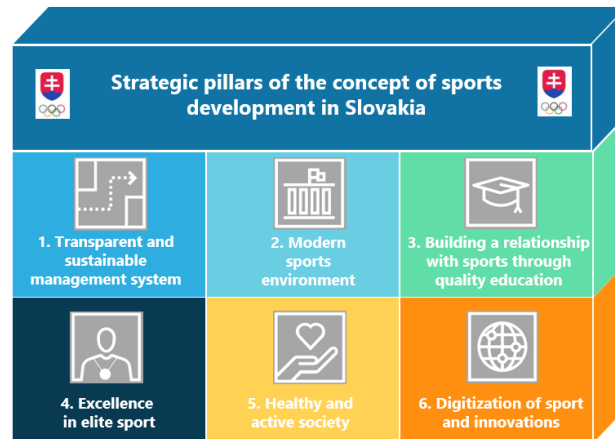 Strategic pillars of the concept of sports
development in Slovakia
1. Transparent and
sustainable
management system
2. Modern
sports
environment
3. Building a relationship
with sports through
quality education
4. Excellence
in elite sport
5. Healthy and
active society
6. Digitization of sport
and innovations